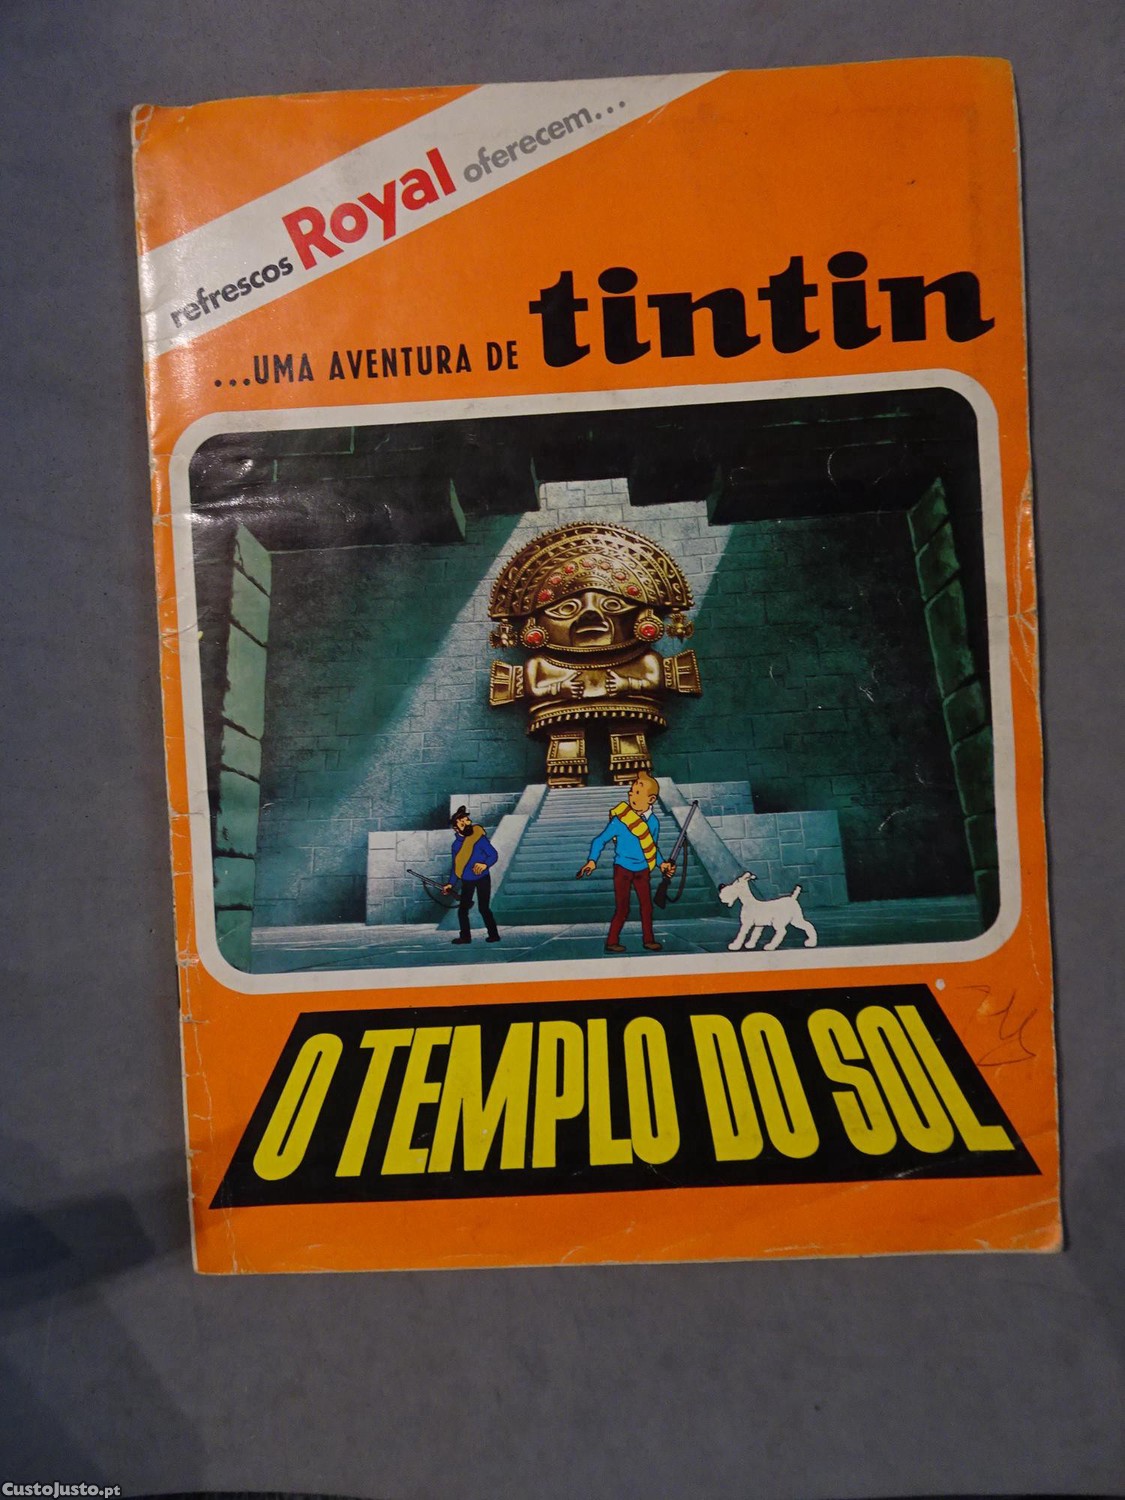 refrescos Royal oferecem...
...UMA AVENTURA DE tintin
O TEMPLO DO SOL
CustoJusto.pt